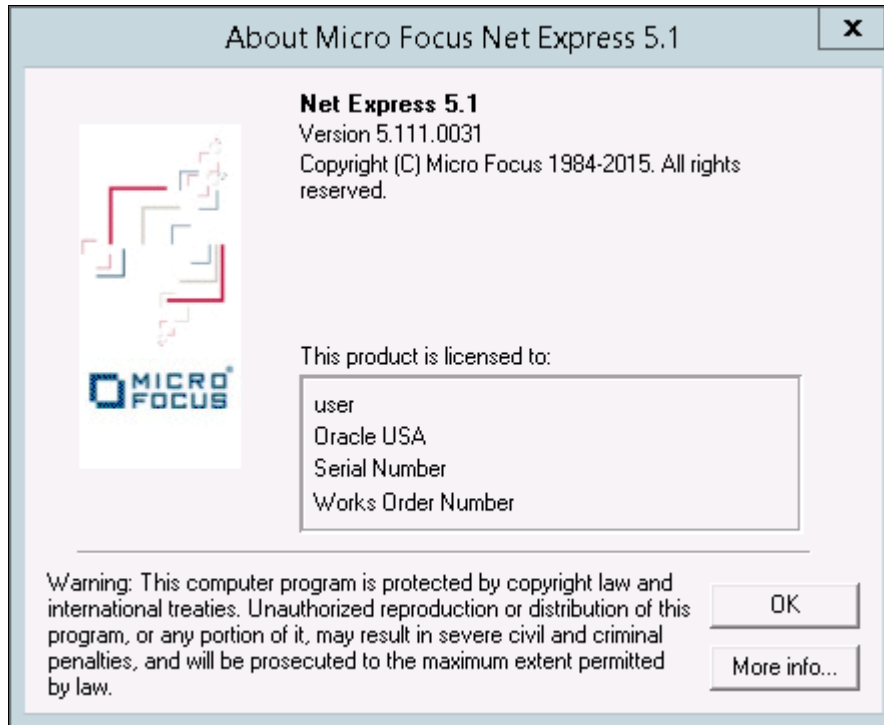 About Micro Focus Net Express 5.1
x
Net Express 5.1
Version 5.111.0031
Copyright (C) Micro Focus 1984-2015. All rights
reserved.
MICRO
FOCUS
This product is licensed to:
user
Oracle USA
Serial Number
Works Order Number
Warning: This computer program is protected by copyright law and
international treaties. Unauthorized reproduction or distribution of this
program, or any portion of it, may result in severe civil and criminal
penalties, and will be prosecuted to the maximum extent permitted
by law.
OK
More info...